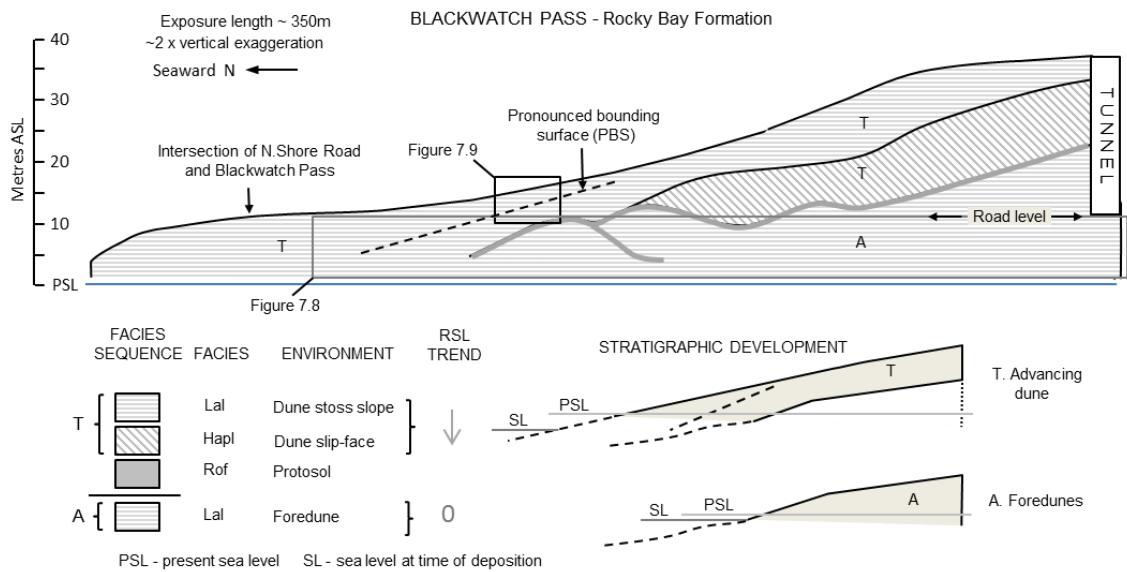 BLACKWATCH PASS - Rocky Bay Formation
Exposure length ~ 350m
~2 x vertical exaggeration
Seaward N
40
30
20
10
PSL
Metres ASL
Intersection of N.Shore Road
and Blackwatch Pass
Figure 7.9
Pronounced bounding
surface (PBS)
T
T
T
A
Road level
TUNNEL
Figure 7.8
FACIES
SEQUENCE
FACIES
ENVIRONMENT
RSL
TREND
T
Lal
Dune stoss slope
Hapl
Dune slip-face
Rof
Protosol
A
Lal
Foredune
0
PSL - present sea level
SL - sea level at time of deposition
STRATIGRAPHIC DEVELOPMENT
SL
PSL
T
T. Advancing
dune
SL
PSL
A
A. Foredunes